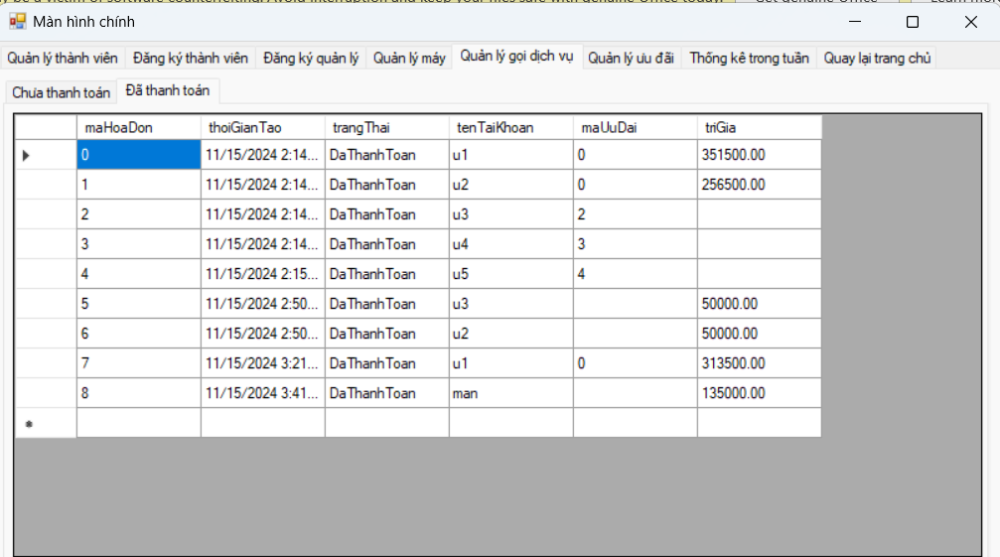 Màn hình chính
Quản lý thành viên Đăng ký thành viên Đăng ký quản lý Quản lý máy Quản lý gọi dịch vụ Quản lý ưu đãi Thống kê trong tuần Quay lại trang chủ
Chưa thanh toán Đã thanh toán
maHoaDon thoiGianTao trangThai tenTaiKhoan maUuDai triGia
0 11/15/2024 2:14... DaThanhToan u1 0 351500.00
1 11/15/2024 2:14... DaThanhToan u2 0 256500.00
2 11/15/2024 2:14... DaThanhToan u3 2
3 11/15/2024 2:14... DaThanhToan u4 3
4 11/15/2024 2:15... DaThanhToan u5 4
5 11/15/2024 2:50... DaThanhToan u3 50000.00
6 11/15/2024 2:50... DaThanhToan u2 50000.00
7 11/15/2024 3:21... DaThanhToan u1 0 313500.00
8 11/15/2024 3:41... DaThanhToan man 135000.00